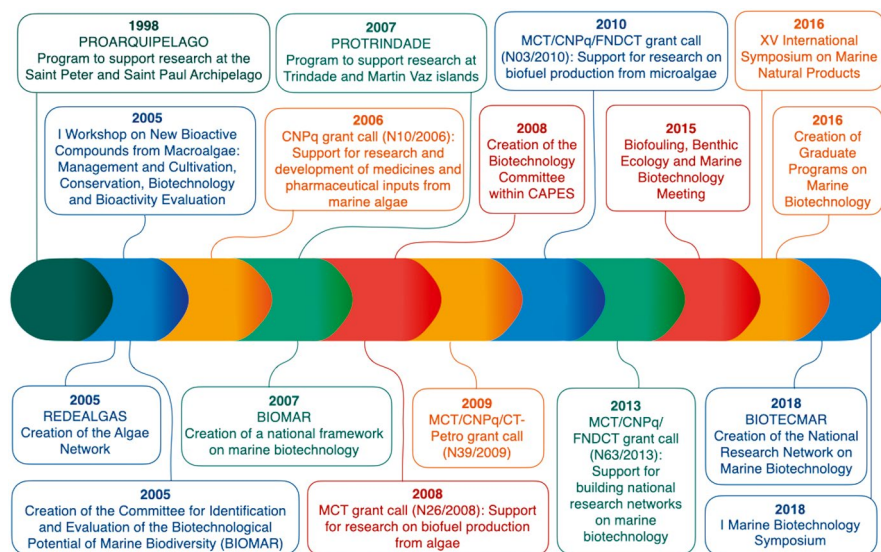 1998
PROARQUIPELAGO
Program to support research at the
Saint Peter and Saint Paul Archipelago
2007
PROTRINDADE
Program to support research at
Trindade and Martin Vaz islands
2010
MCT/CNPq/FNDCT grant call
(N03/2010): Support for research on
biofuel production from microalgae
2016
XV International
Symposium on Marine
Natural Products
2005
I Workshop on New Bioactive
Compounds from Macroalgae:
Management and Cultivation,
Conservation, Biotechnology
and Bioactivity Evaluation
2006
CNPq grant call (N10/2006):
Support for research and
development of medicines and
pharmaceutical inputs from
marine algae
2008
Creation of the
Biotechnology
Committee
within CAPES
2015
Biofouling, Benthic
Ecology and Marine
Biotechnology
Meeting
2016
Creation of
Graduate
Programs on
Marine
Biotechnology
2005
REDEALGAS
Creation of the Algae
Network
2007
BIOMAR
Creation of a national framework
on marine biotechnology
2009
MCT/CNPq/CT-
Petro grant call
(N39/2009)
2013
MCT/CNPq/
FNDCT grant call
(N63/2013):
Support for
building national
research networks
on marine
biotechnology
2018
BIOTECMAR
Creation of the National
Research Network on
Marine Biotechnology
2005
Creation of the Committee for Identification
and Evaluation of the Biotechnological
Potential of Marine Biodiversity (BIOMAR)
2008
MCT grant call (N26/2008): Support
for research on biofuel production
from algae
2018
I Marine Biotechnology
Symposium